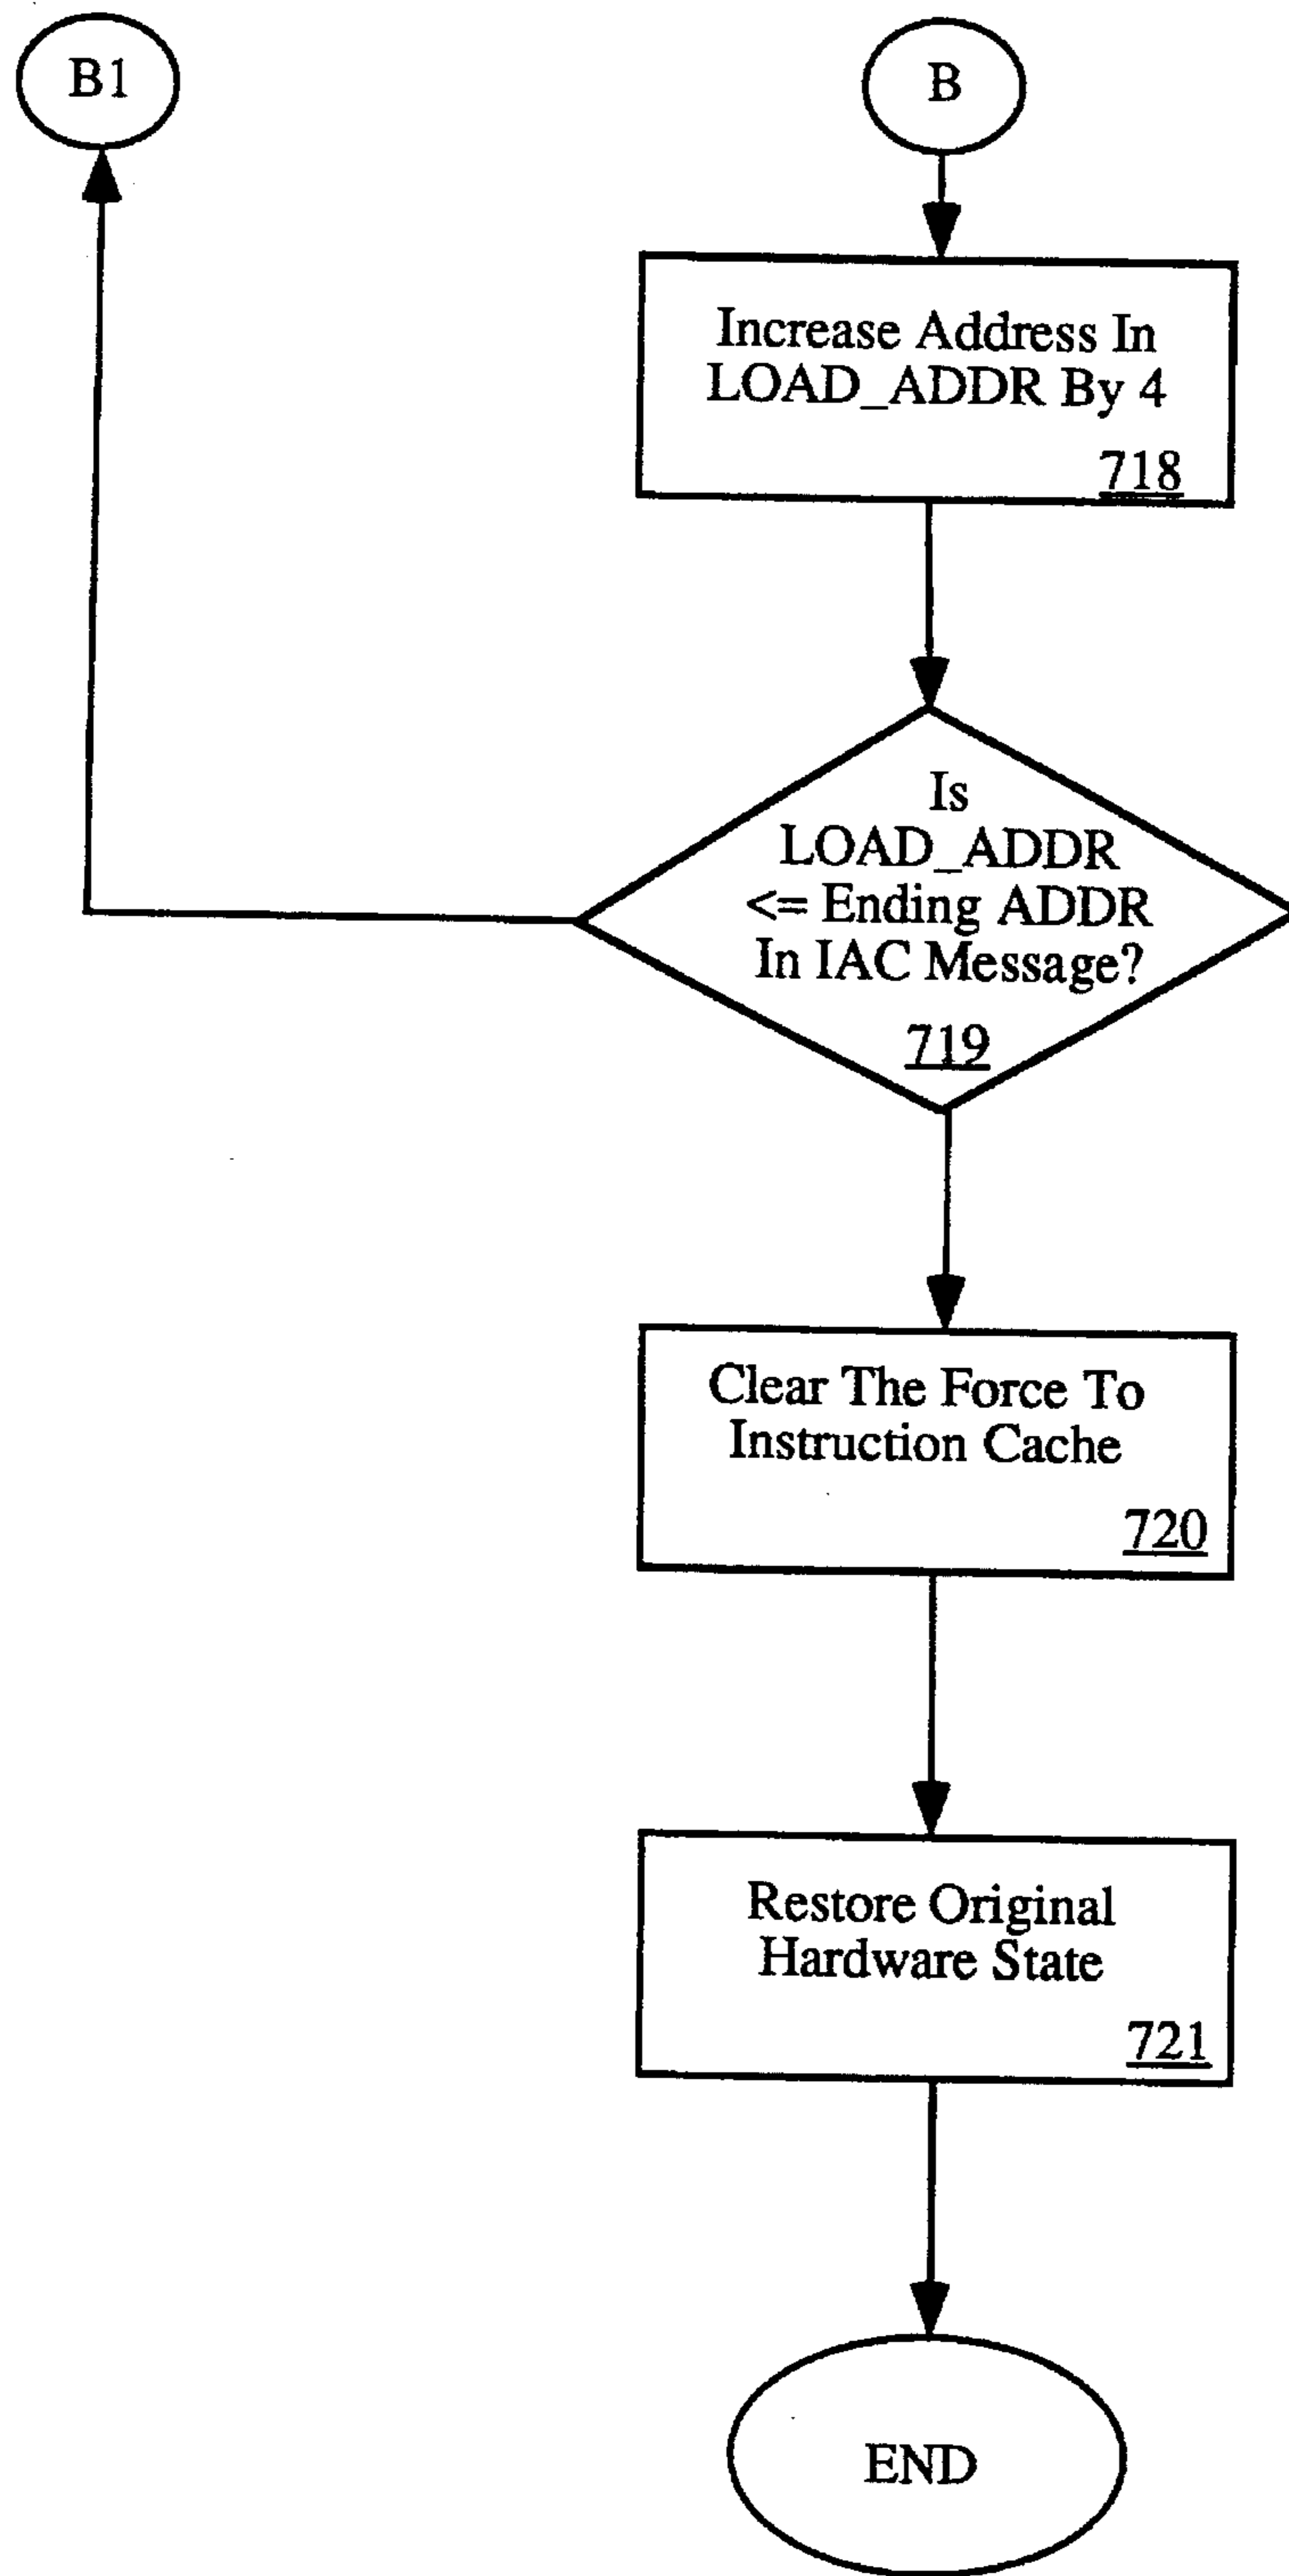 B1
B
Increase Address In
LOAD_ADDR By 4
718
Is
LOAD_ADDR
<= Ending ADDR
In IAC Message?
719
Clear The Force To
Instruction Cache
720
Restore Original
Hardware State
721
END